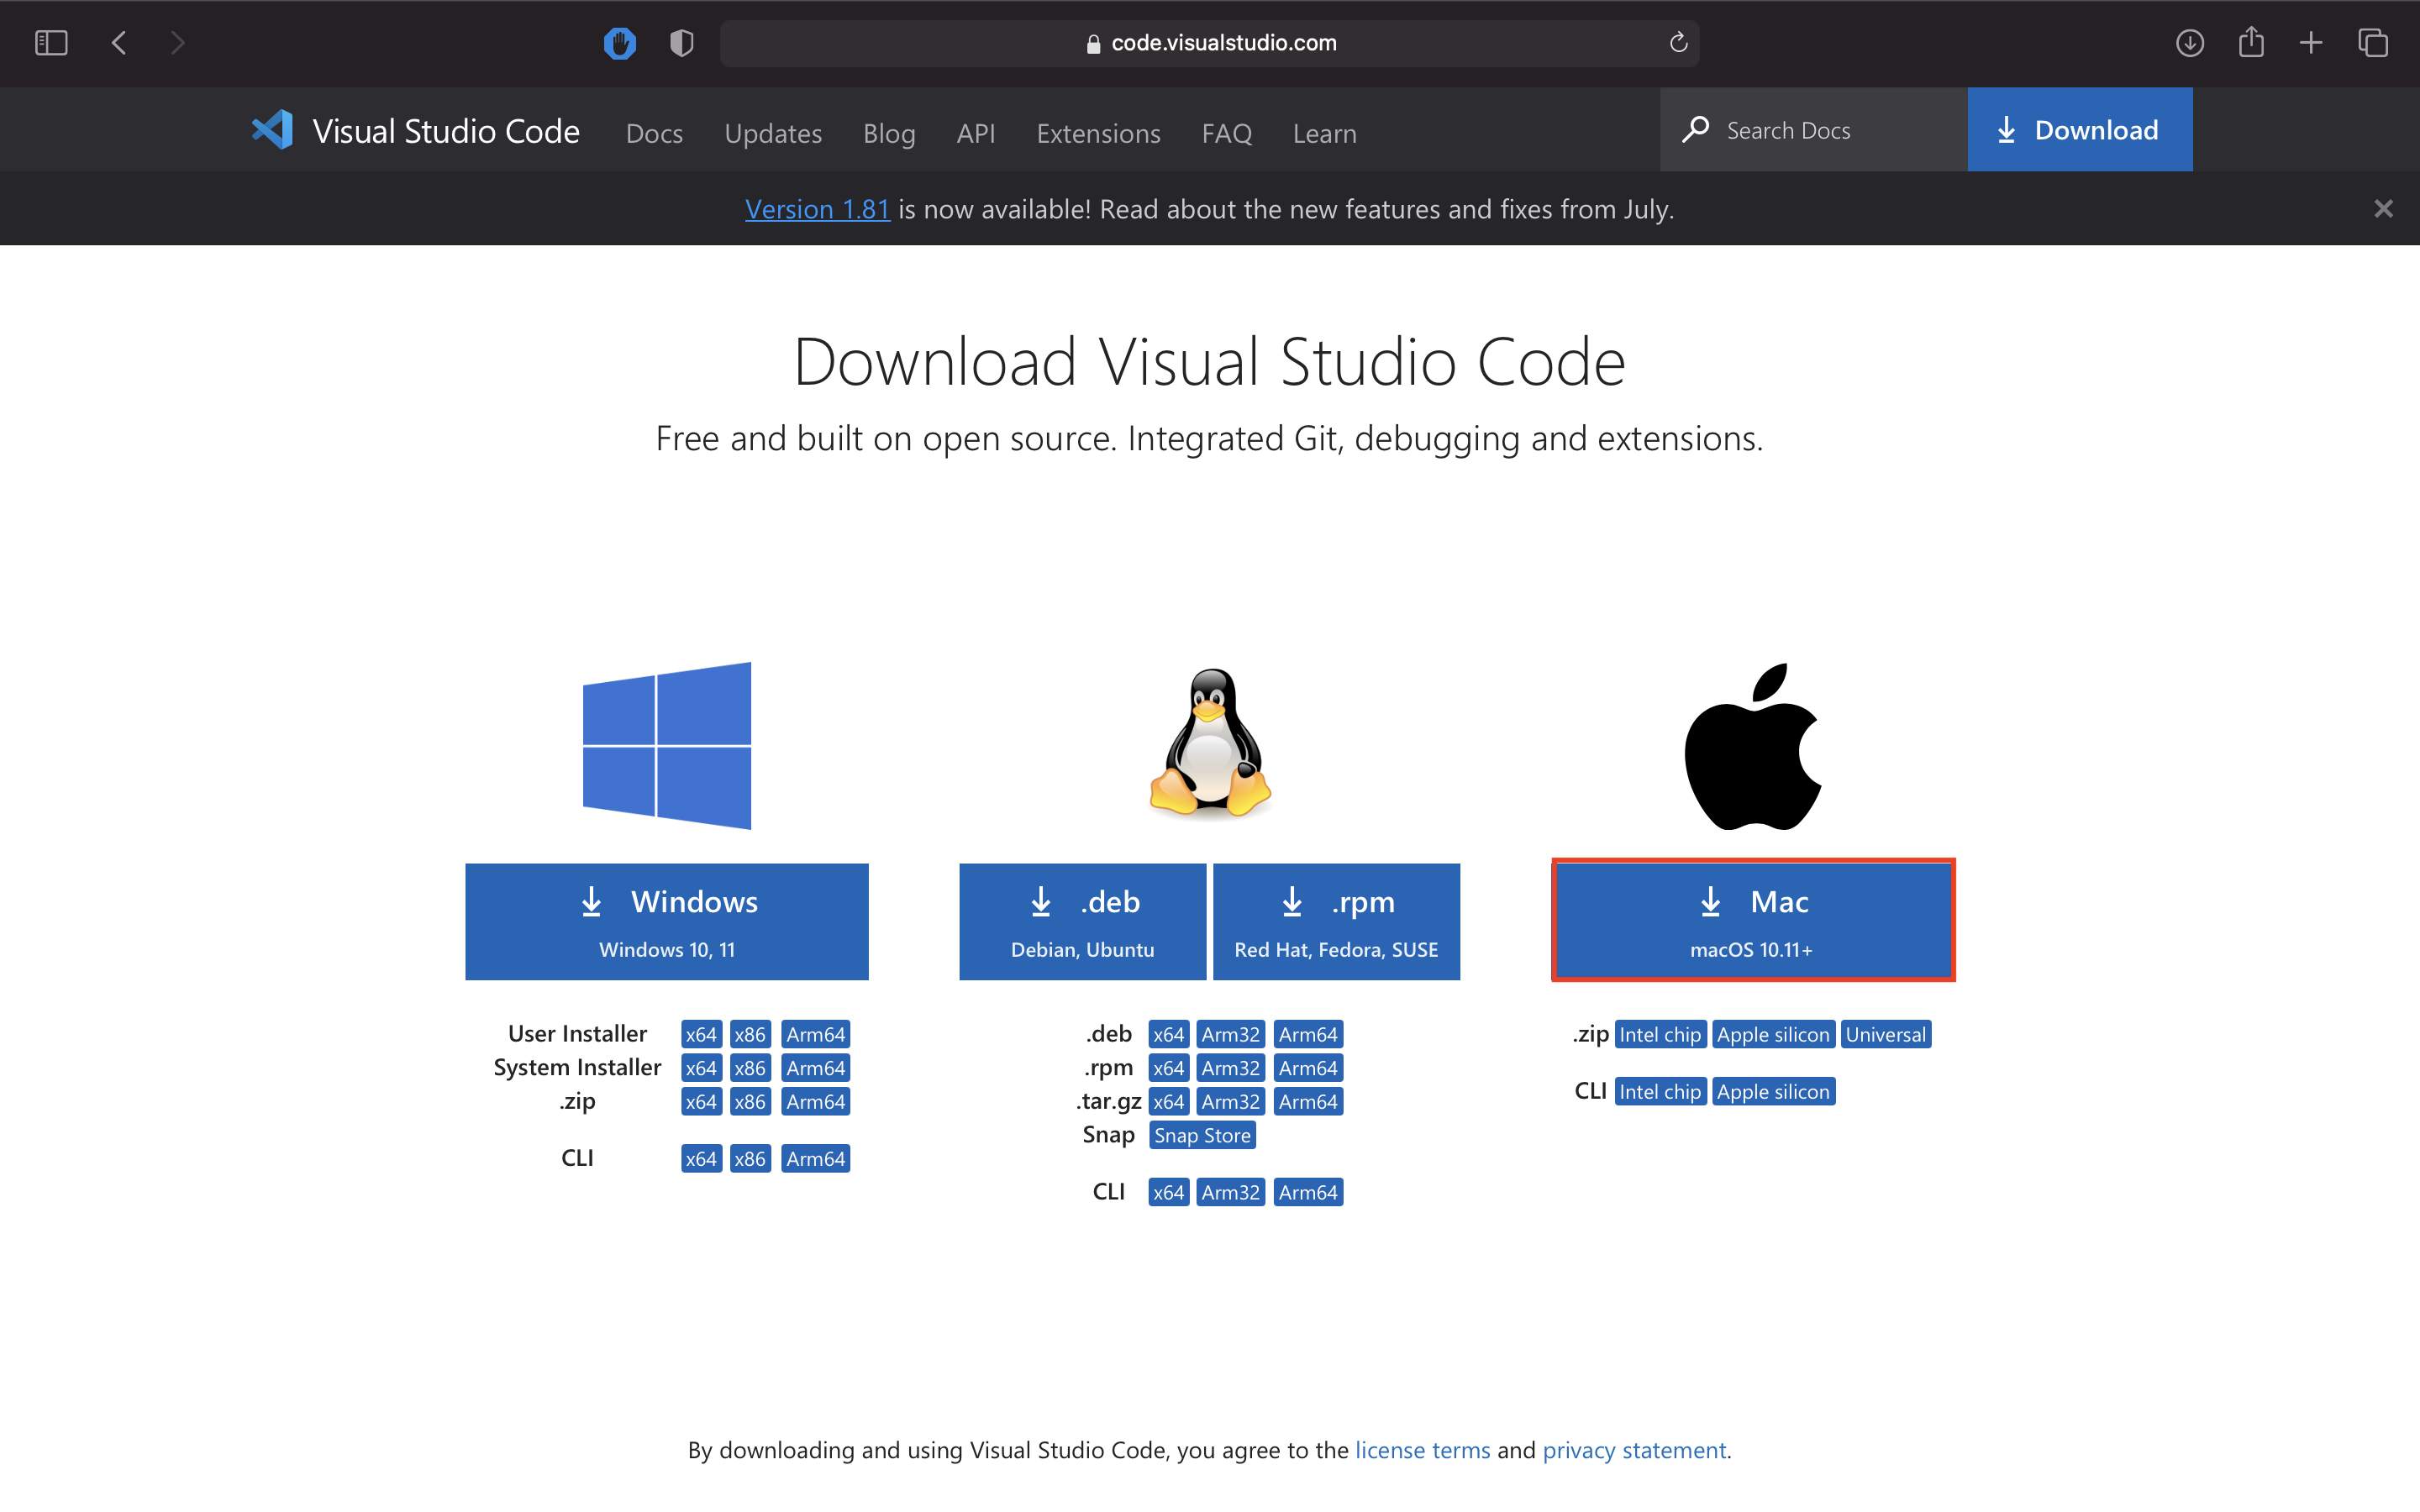 code.visualstudio.com
Visual Studio Code Docs Updates Blog API Extensions FAQ Learn Search Docs Download
Version 1.81 is now available! Read about the new features and fixes from July.
Download Visual Studio Code
Free and built on open source. Integrated Git, debugging and extensions.
Windows
Windows 10, 11
User Installer x64 x86 Arm64
System Installer x64 x86 Arm64
.zip x64 x86 Arm64
CLI x64 x86 Arm64
.deb
Debian, Ubuntu
.rpm
Red Hat, Fedora, SUSE
.deb x64 Arm32 Arm64
.rpm x64 Arm32 Arm64
.tar.gz x64 Arm32 Arm64
Snap Snap Store
CLI x64 Arm32 Arm64
Mac
macOS 10.11+
.zip Intel chip Apple silicon Universal
CLI Intel chip Apple silicon
By downloading and using Visual Studio Code, you agree to the license terms and privacy statement.